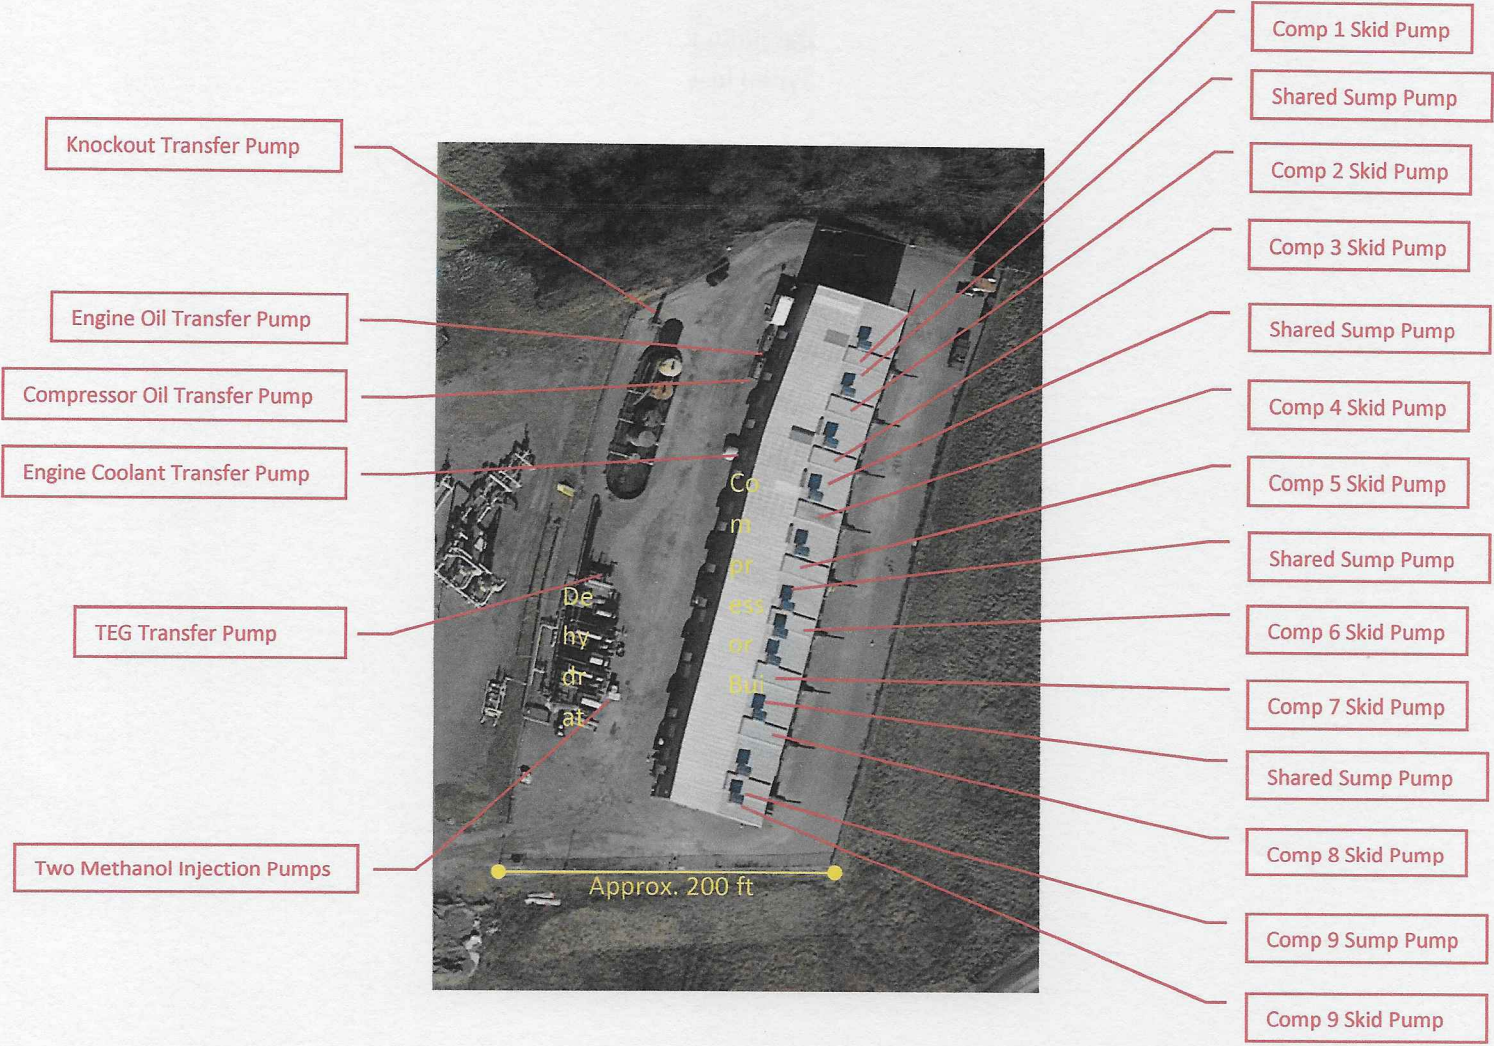 Comp 1 Skid Pump
Shared Sump Pump
Knockout Transfer Pump
Comp 2 Skid Pump
Comp 3 Skid Pump
Engine Oil Transfer Pump
Shared Sump Pump
Compressor Oil Transfer Pump
Comp 4 Skid Pump
Engine Coolant Transfer Pump
Comp 5 Skid Pump
Co
m
pr
ess
or
Bui
Shared Sump Pump
De
hy
dr
at
TEG Transfer Pump
Comp 6 Skid Pump
Comp 7 Skid Pump
Shared Sump Pump
Two Methanol Injection Pumps
Comp 8 Skid Pump
Approx. 200 ft
Comp 9 Sump Pump
Comp 9 Skid Pump